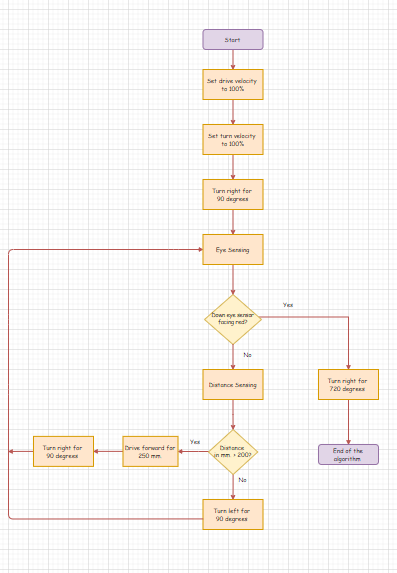 Start
Set drive velocity
to 100%
Set turn velocity
to 100%
Turn right for
90 degrees
Eye Sensing
Down eye sensor
facing red?
Yes
No
Distance Sensing
Turn right for
720 degrees
Distance
in mm > 200?
Yes
Drive forward for
250 mm
Turn right for
90 degrees
End of the
algorithm
No
Turn left for
90 degrees